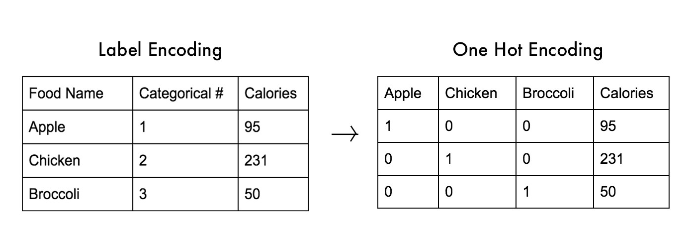 Label Encoding
Food Name Categorical # Calories
Apple 1 95
Chicken 2 231
Broccoli 3 50
→
One Hot Encoding
Apple Chicken Broccoli Calories
1 0 0 95
0 1 0 231
0 0 1 50